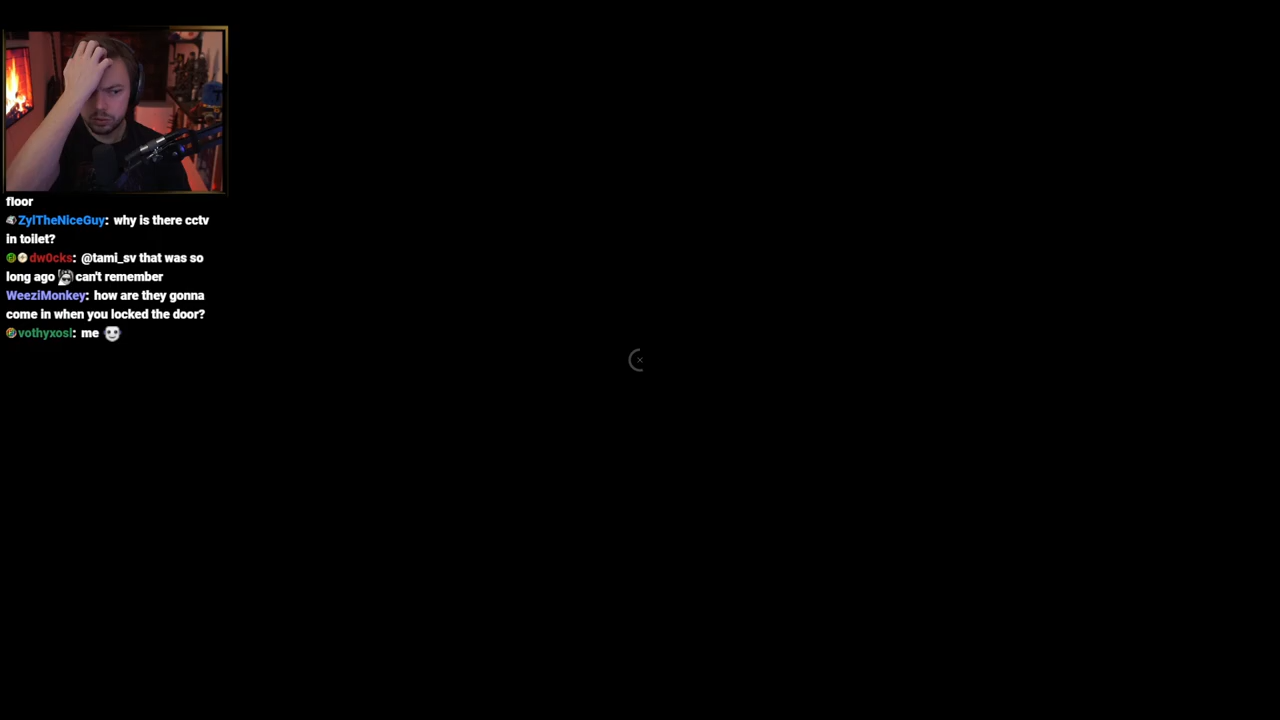 floor
ZylTheNiceGuy: why is there cctv
in toilet?
dw0cks: @tami_sv that was so
long ago can't remember
WeeziMonkey: how are they gonna
come in when you locked the door?
vothyxosl: me